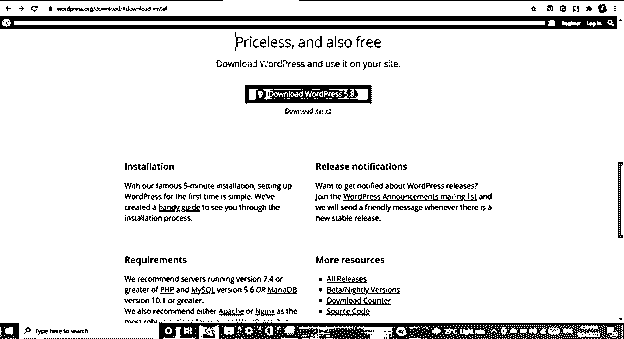 wordpress.org/download/#download-install
Register Log In
Priceless, and also free
Download WordPress and use it on your site.
Download WordPress 5.8
Installation
With our famous 5-minute installation, setting up
WordPress for the first time is simple. We've
created a handy guide to see you through the
installation process.
Release notifications
Want to get notified about WordPress releases?
Join the WordPress Announcements mailing list and
we will send a friendly message whenever there is a
new stable release.
Requirements
We recommend servers running version 7.4 or
greater of PHP and MySQL version 5.6 OR MariaDB
version 10.1 or greater.
We also recommend either Apache or Nginx as the
More resources
All Releases
Beta/Nightly Versions
Download Counter
Source Code
Type here to search